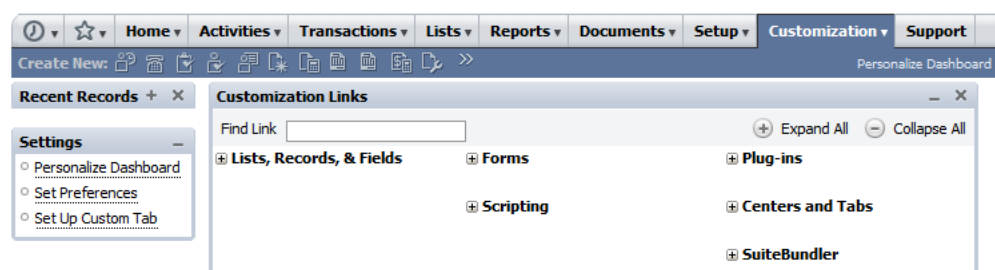 Home Activities Transactions Lists Reports Documents Setup Customization Support
Create New: Personalize Dashboard
Recent Records
Customization Links
Find Link Expand All Collapse All
Settings
Personalize Dashboard
Set Preferences
Set Up Custom Tab
Lists, Records, & Fields Forms Plug-ins
Scripting Centers and Tabs
SuiteBundler